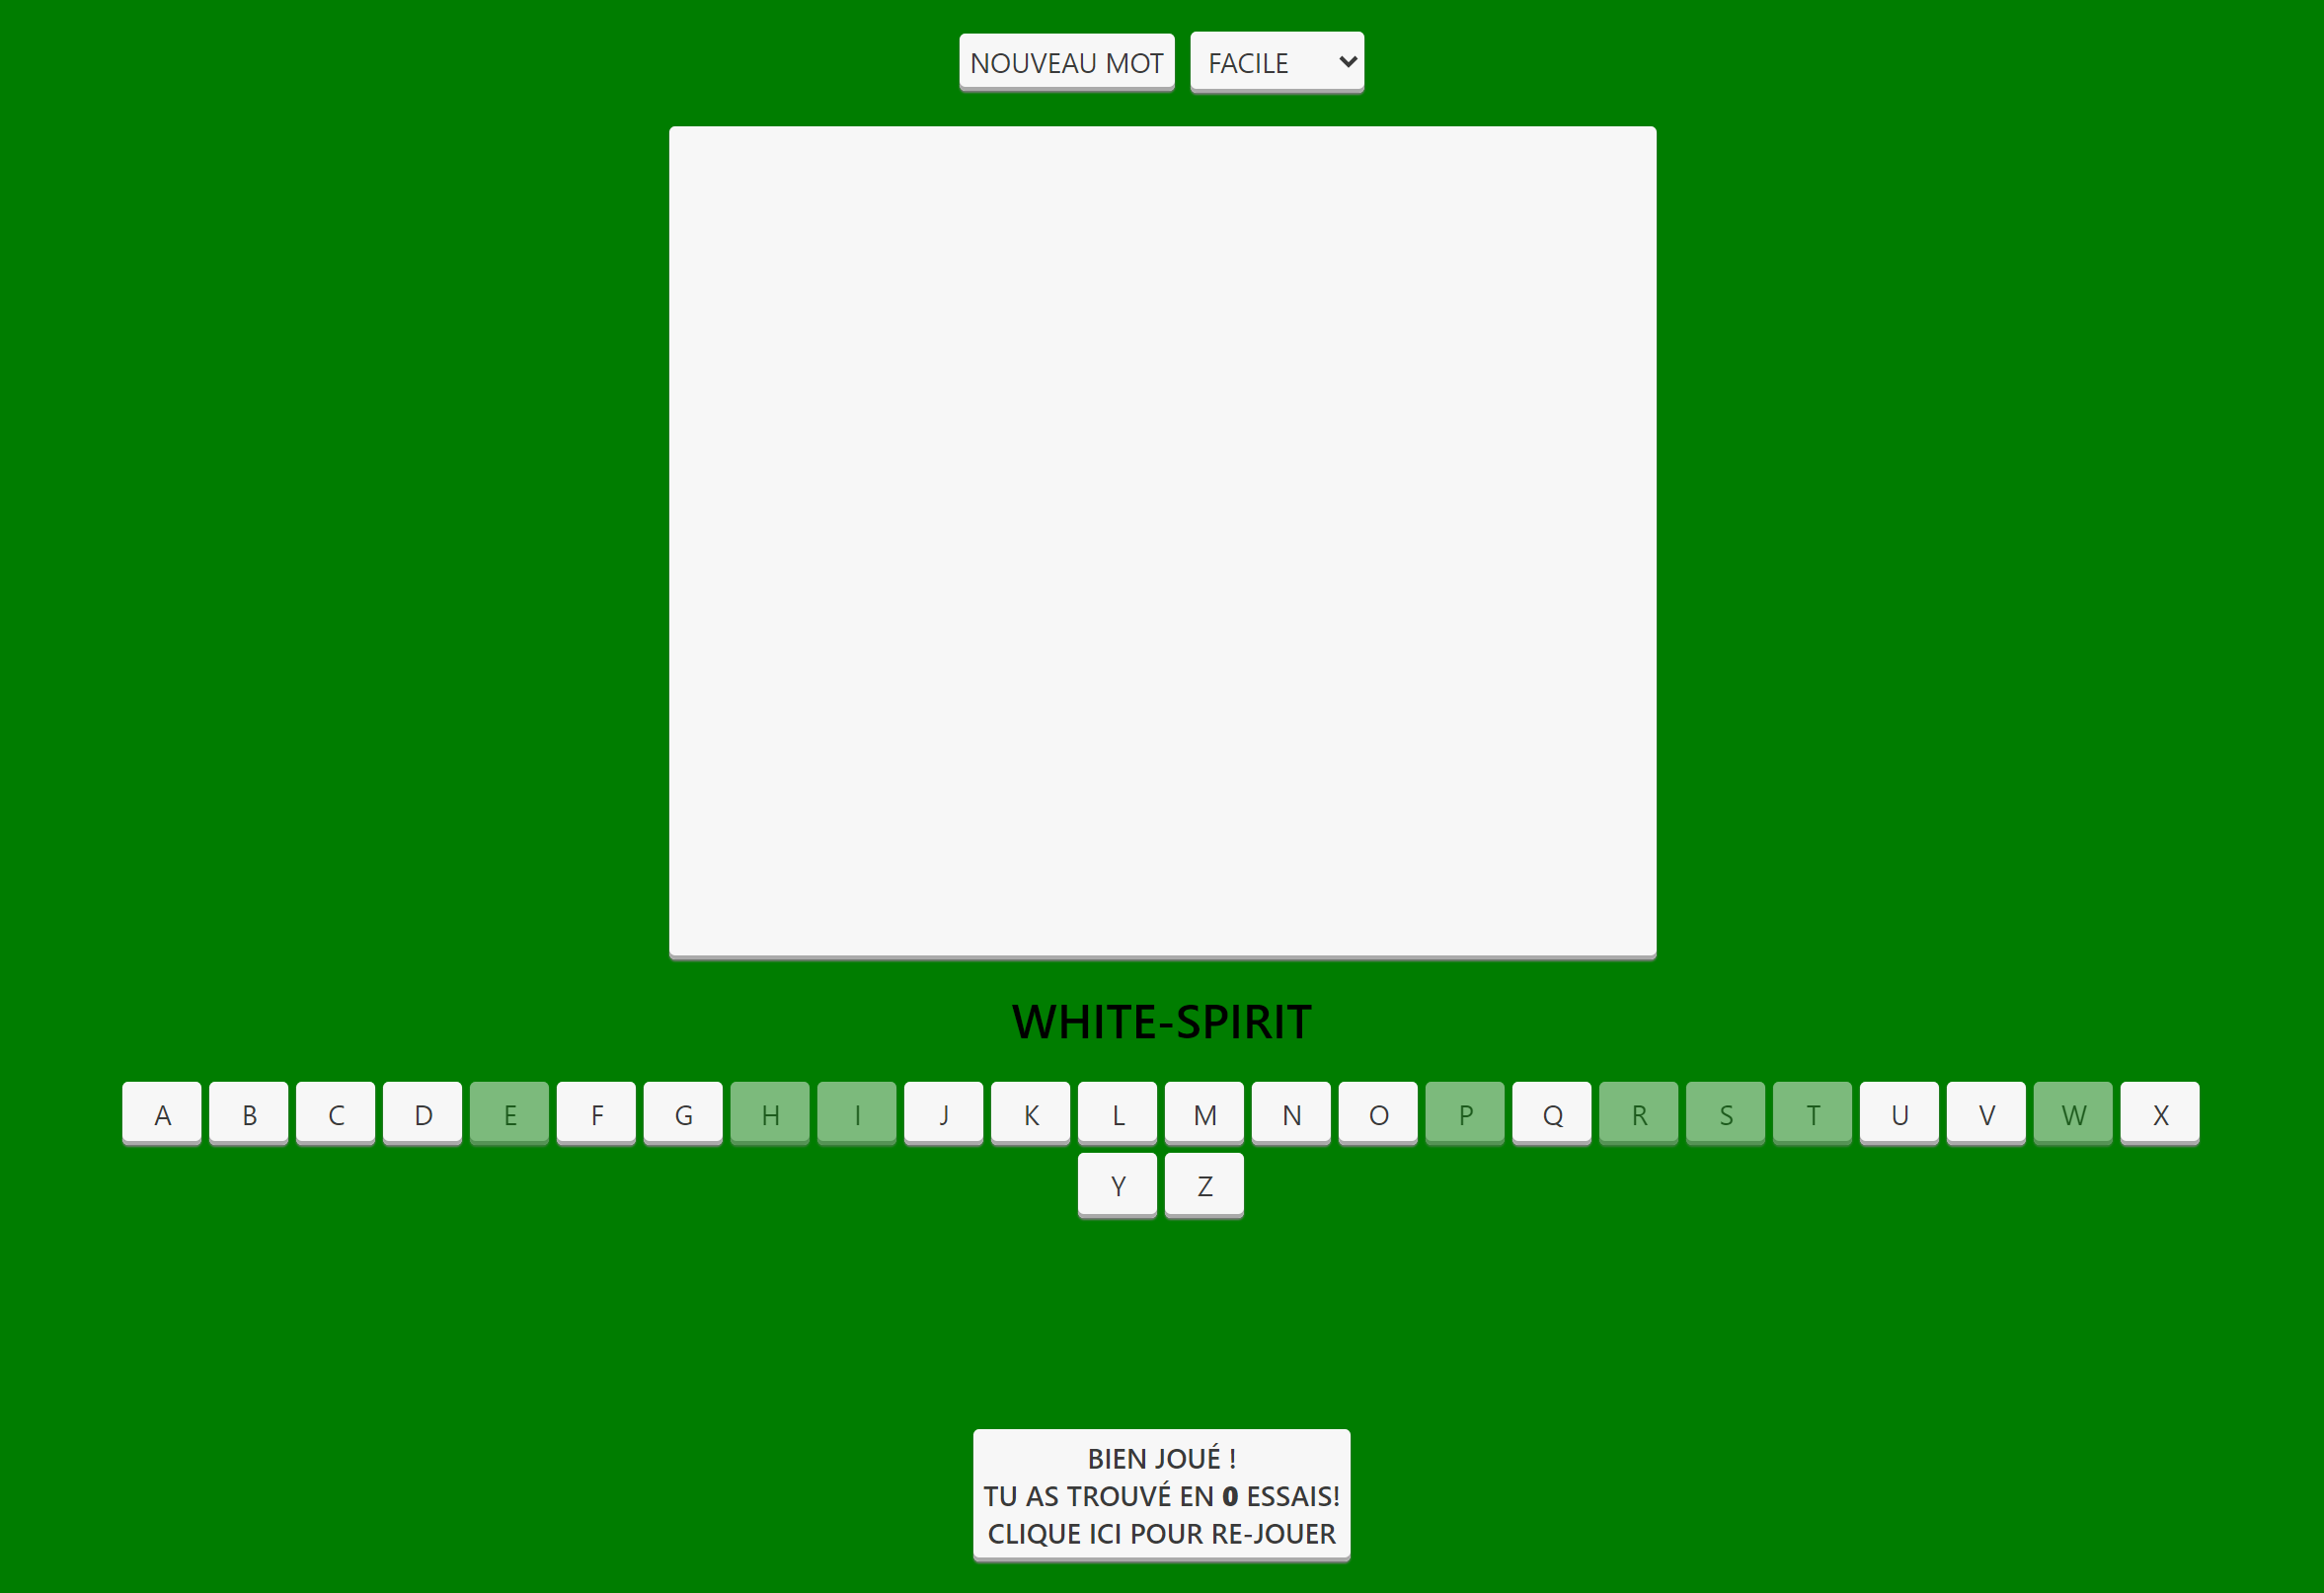 NOUVEAU MOT FACILE
WHITE-SPIRIT
A B C D E F G H I J K L M N O P Q R S T U V W X
Y Z
BIEN JOUÉ !
TU AS TROUVÉ EN 0 ESSAIS!
CLIQUE ICI POUR RE-JOUER